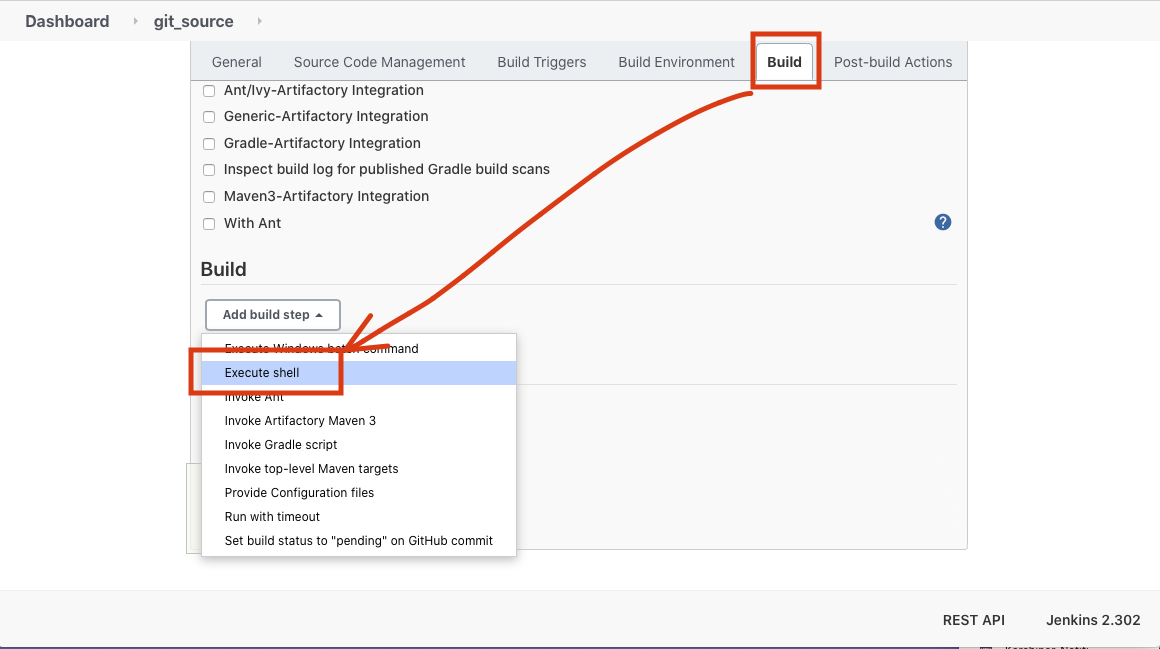 Dashboard git_source
General Source Code Management Build Triggers Build Environment Build Post-build Actions
Ant/Ivy-Artifactory Integration
Generic-Artifactory Integration
Gradle-Artifactory Integration
Inspect build log for published Gradle build scans
Maven3-Artifactory Integration
With Ant
?
Build
Add build step
Execute Windows batch command
Execute shell
Invoke Ant
Invoke Artifactory Maven 3
Invoke Gradle script
Invoke top-level Maven targets
Provide Configuration files
Run with timeout
Set build status to "pending" on GitHub commit
REST API Jenkins 2.302